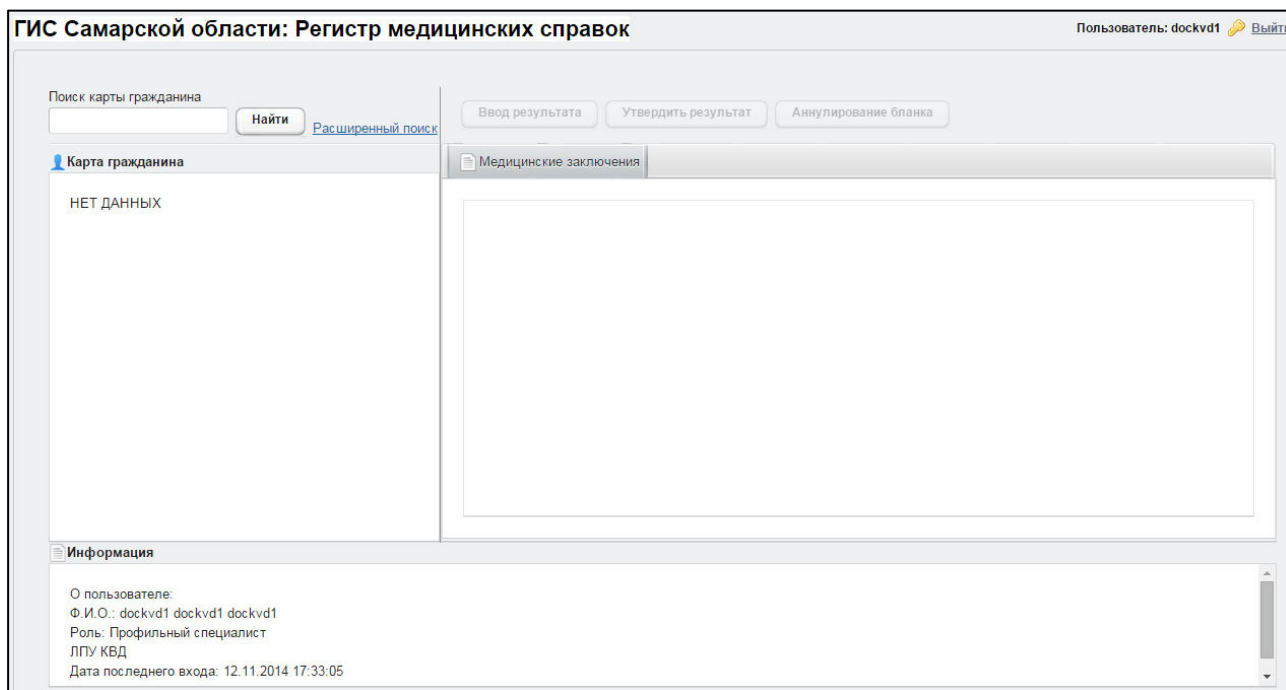 ГИС Самарской области: Регистр медицинских справок
Пользователь: dockvd1 Выйти
Поиск карты гражданина
Найти Расширенный поиск
Ввод результата Утвердить результат Аннулирование бланка
Карта гражданина
Медицинские заключения
НЕТ ДАННЫХ
Информация
О пользователе:
Ф.И.О.: dockvd1 dockvd1 dockvd1
Роль: Профильный специалист
ЛПУ КВД
Дата последнего входа: 12.11.2014 17:33:05